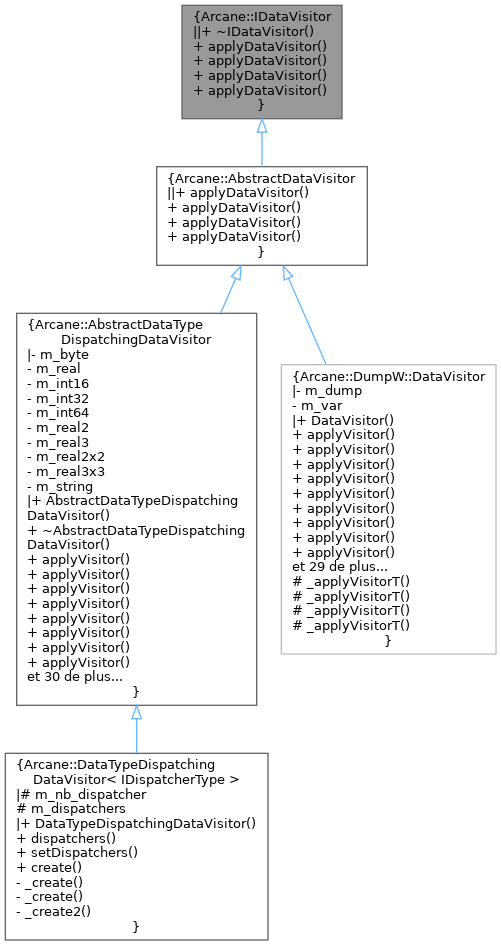 {Arcane::IDataVisitor
||+ ~IDataVisitor()
+ applyDataVisitor()
+ applyDataVisitor()
+ applyDataVisitor()
+ applyDataVisitor()
}
{Arcane::AbstractDataVisitor
||+ applyDataVisitor()
+ applyDataVisitor()
+ applyDataVisitor()
+ applyDataVisitor()
}
{Arcane::AbstractDataType
DispatchingDataVisitor
|- m_byte
- m_real
- m_int16
- m_int32
- m_int64
- m_real2
- m_real3
- m_real2x2
- m_real3x3
- m_string
|+ AbstractDataTypeDispatching
DataVisitor()
+ ~AbstractDataTypeDispatching
DataVisitor()
+ applyVisitor()
+ applyVisitor()
+ applyVisitor()
+ applyVisitor()
+ applyVisitor()
+ applyVisitor()
+ applyVisitor()
+ applyVisitor()
et 30 de plus...
}
{Arcane::DumpW::DataVisitor
|- m_dump
- m_var
|+ DataVisitor()
+ applyVisitor()
+ applyVisitor()
+ applyVisitor()
+ applyVisitor()
+ applyVisitor()
+ applyVisitor()
+ applyVisitor()
+ applyVisitor()
+ applyVisitor()
et 29 de plus...
# _applyVisitorT()
# _applyVisitorT()
# _applyVisitorT()
# _applyVisitorT()
}
{Arcane::DataTypeDispatching
DataVisitor< IDispatcherType >
|# m_nb_dispatcher
# m_dispatchers
|+ DataTypeDispatchingDataVisitor()
+ dispatchers()
+ setDispatchers()
+ create()
- _create()
- _create()
- _create2()
}